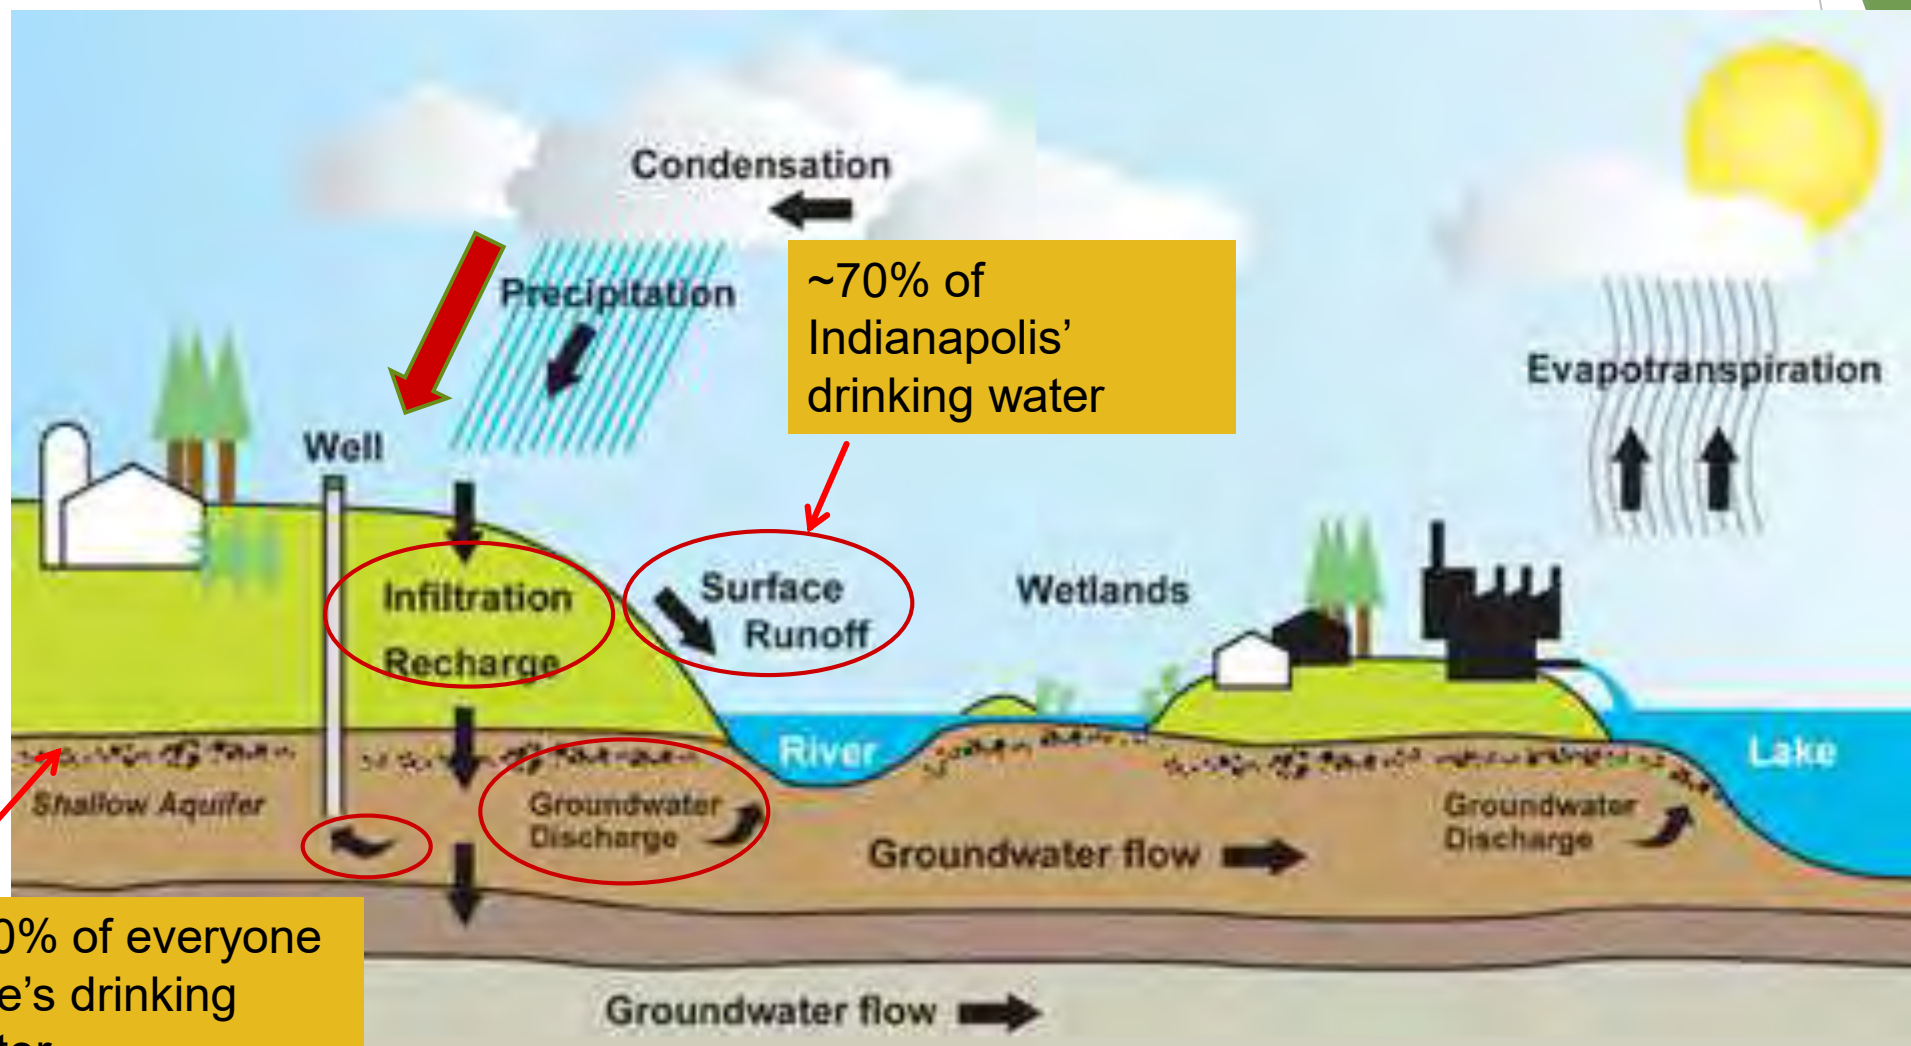 Condensation
Precipitation
~70% of
Indianapolis’
drinking water
Evapotranspiration
Well
Infiltration
Recharge
Surface
Runoff
Wetlands
River
Lake
Shallow Aquifer
Groundwater
Discharge
Groundwater flow
Groundwater
Discharge
0% of everyone
e’s drinking
Groundwater flow